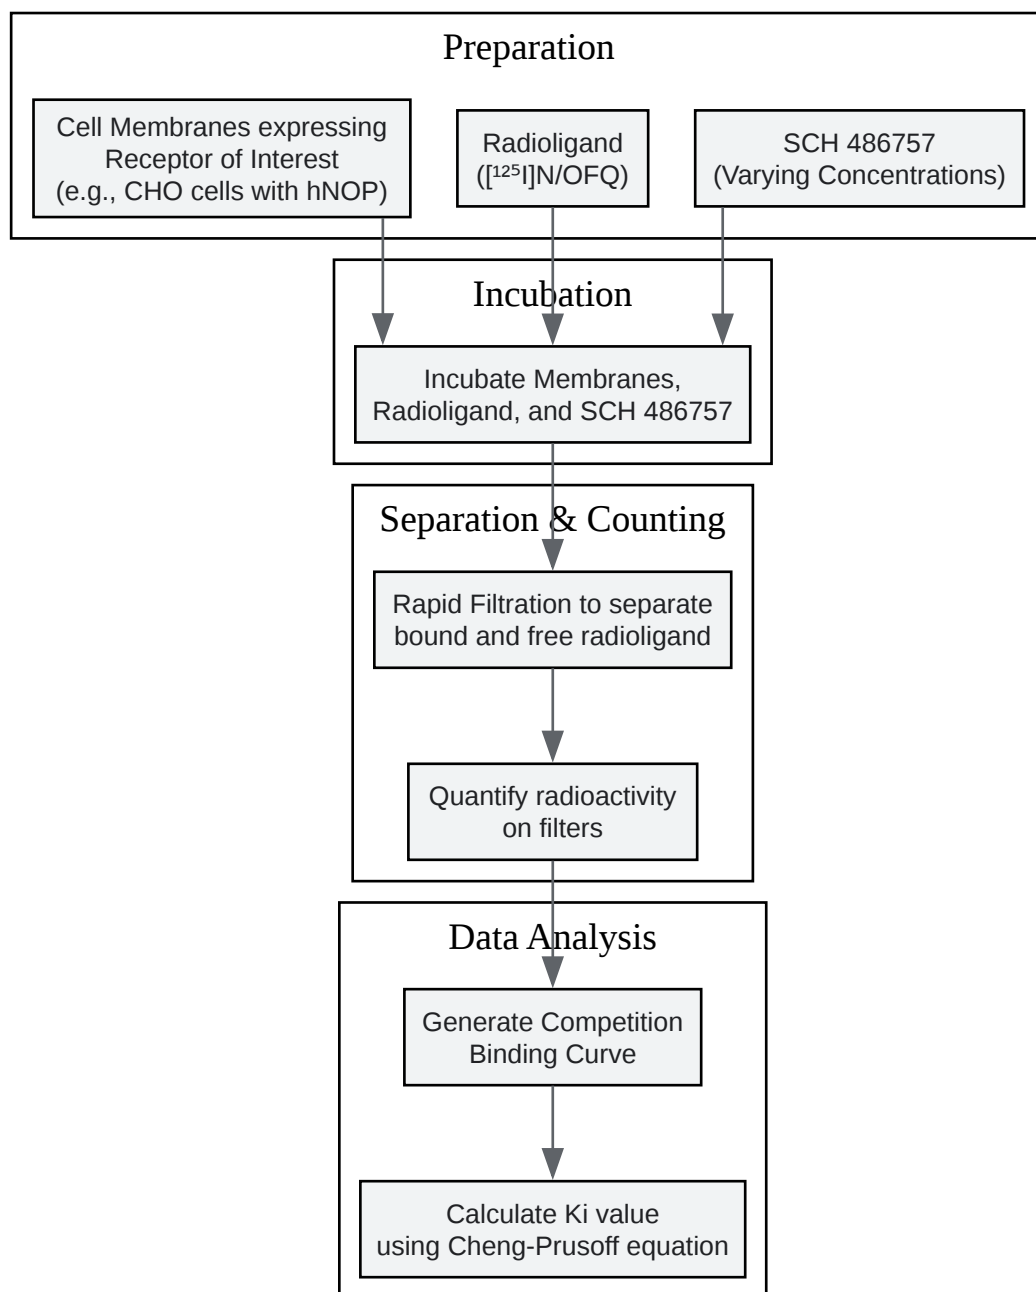 Preparation
Cell Membranes expressing
Receptor of Interest
(e.g., CHO cells with hNOP)
Radioligand
([¹²⁵I]N/OFQ)
SCH 486757
(Varying Concentrations)
Incubation
Incubate Membranes,
Radioligand, and SCH 486757
Separation & Counting
Rapid Filtration to separate
bound and free radioligand
Quantify radioactivity
on filters
Data Analysis
Generate Competition
Binding Curve
Calculate Ki value
using Cheng-Prusoff equation